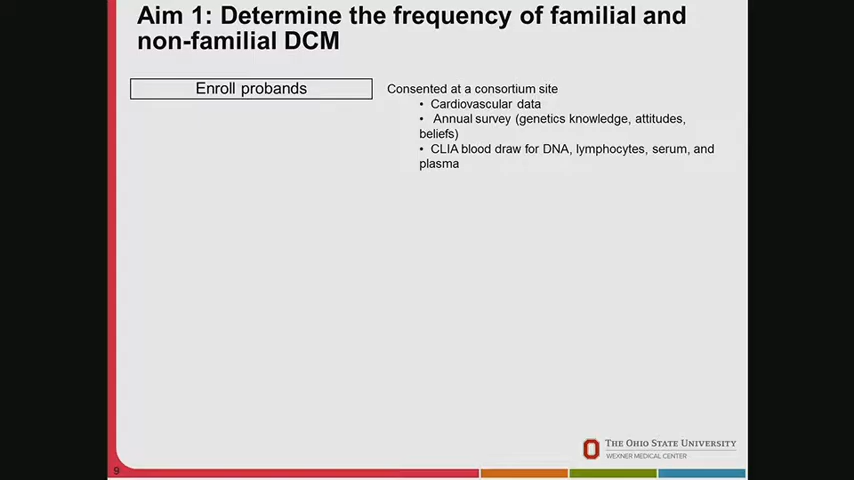 Aim 1: Determine the frequency of familial and
non-familial DCM
Enroll probands
Consented at a consortium site
• Cardiovascular data
• Annual survey (genetics knowledge, attitudes,
beliefs)
• CLIA blood draw for DNA, lymphocytes, serum, and
plasma
THE OHIO STATE UNIVERSITY
WEXNER MEDICAL CENTER
9